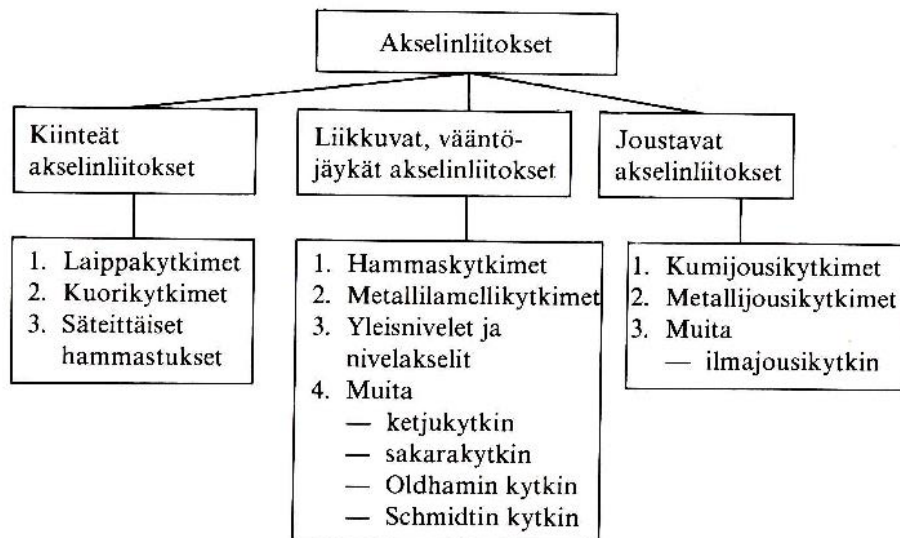 Akselinliitokset
Kiinteät
akselinliitokset
Liikkuvat, vääntö-
jäykät akselinliitokset
Joustavat
akselinliitokset
1. Laippakytkimet
2. Kuorikytkimet
3. Säteittäiset
hammastukset
1. Hammaskytkimet
2. Metallilamellikytkimet
3. Yleisnivelet ja
nivelakselit
4. Muita
— ketjukytkin
— sakarakytkin
— Oldhamin kytkin
— Schmidtin kytkin
1. Kumijousikytkimet
2. Metallijousikytkimet
3. Muita
— ilmajousikytkin